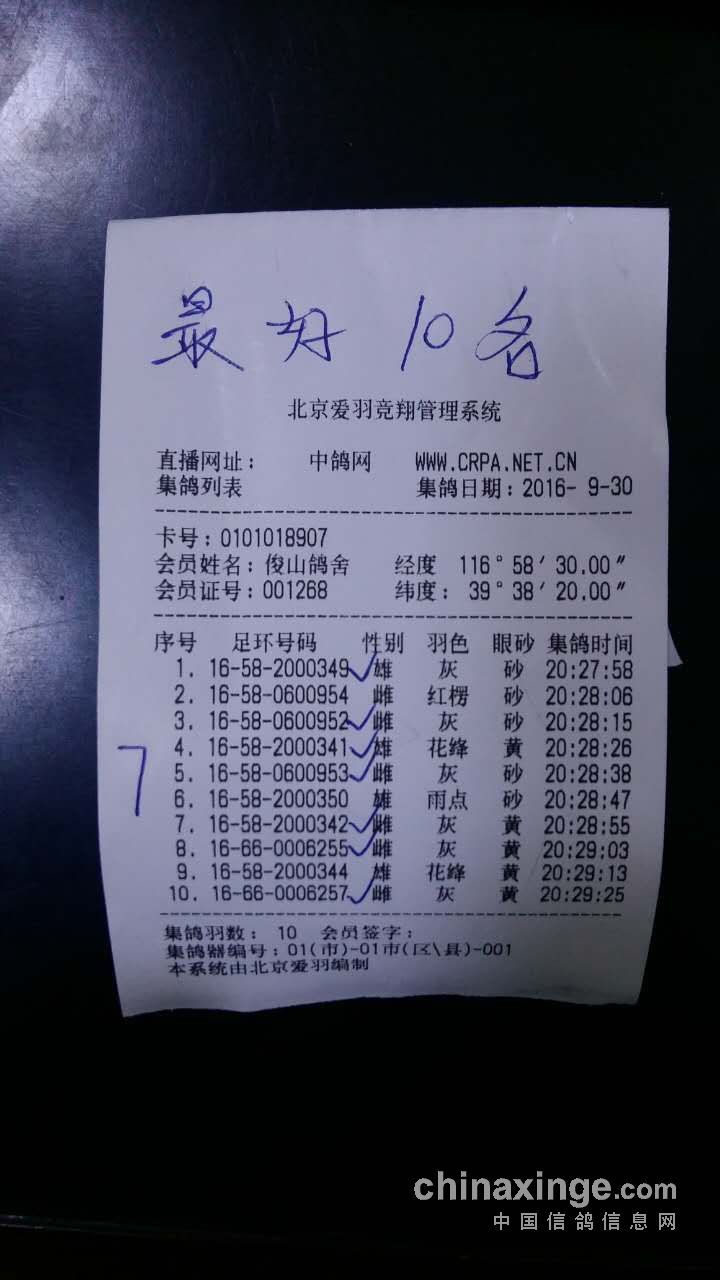 最好10名
北京爱羽竞翔管理系统
直播网址： 中鸽网 WWW.CRPA.NET.CN
集鸽列表 集鸽日期：2016- 9-30
卡号：0101018907
会员姓名：俊山鸽舍 经度 116°58′30.00″
会员证号：001268 纬度： 39°38′20.00″
序号 足环号码 性别 羽色 眼砂 集鸽时间
1. 16-58-2000349 雄 灰 砂 20:27:58
2. 16-58-0600954 雌 红楞 砂 20:28:06
3. 16-58-0600952 雌 灰 砂 20:28:15
4. 16-58-2000341 雄 花绛 黄 20:28:26
5. 16-58-0600953 雌 灰 砂 20:28:38
6. 16-58-2000350 雄 雨点 砂 20:28:47
7. 16-58-2000342 雌 灰 黄 20:28:55
8. 16-66-0006255 雌 灰 黄 20:29:03
9. 16-58-2000344 雄 花绛 黄 20:29:13
10. 16-66-0006257 雌 灰 黄 20:29:25
7
集鸽羽数： 10 会员签字：
集鸽器编号：01(市)-01市(区\县)-001
本系统由北京爱羽编制
chinaxinge.com
中国信鸽信息网